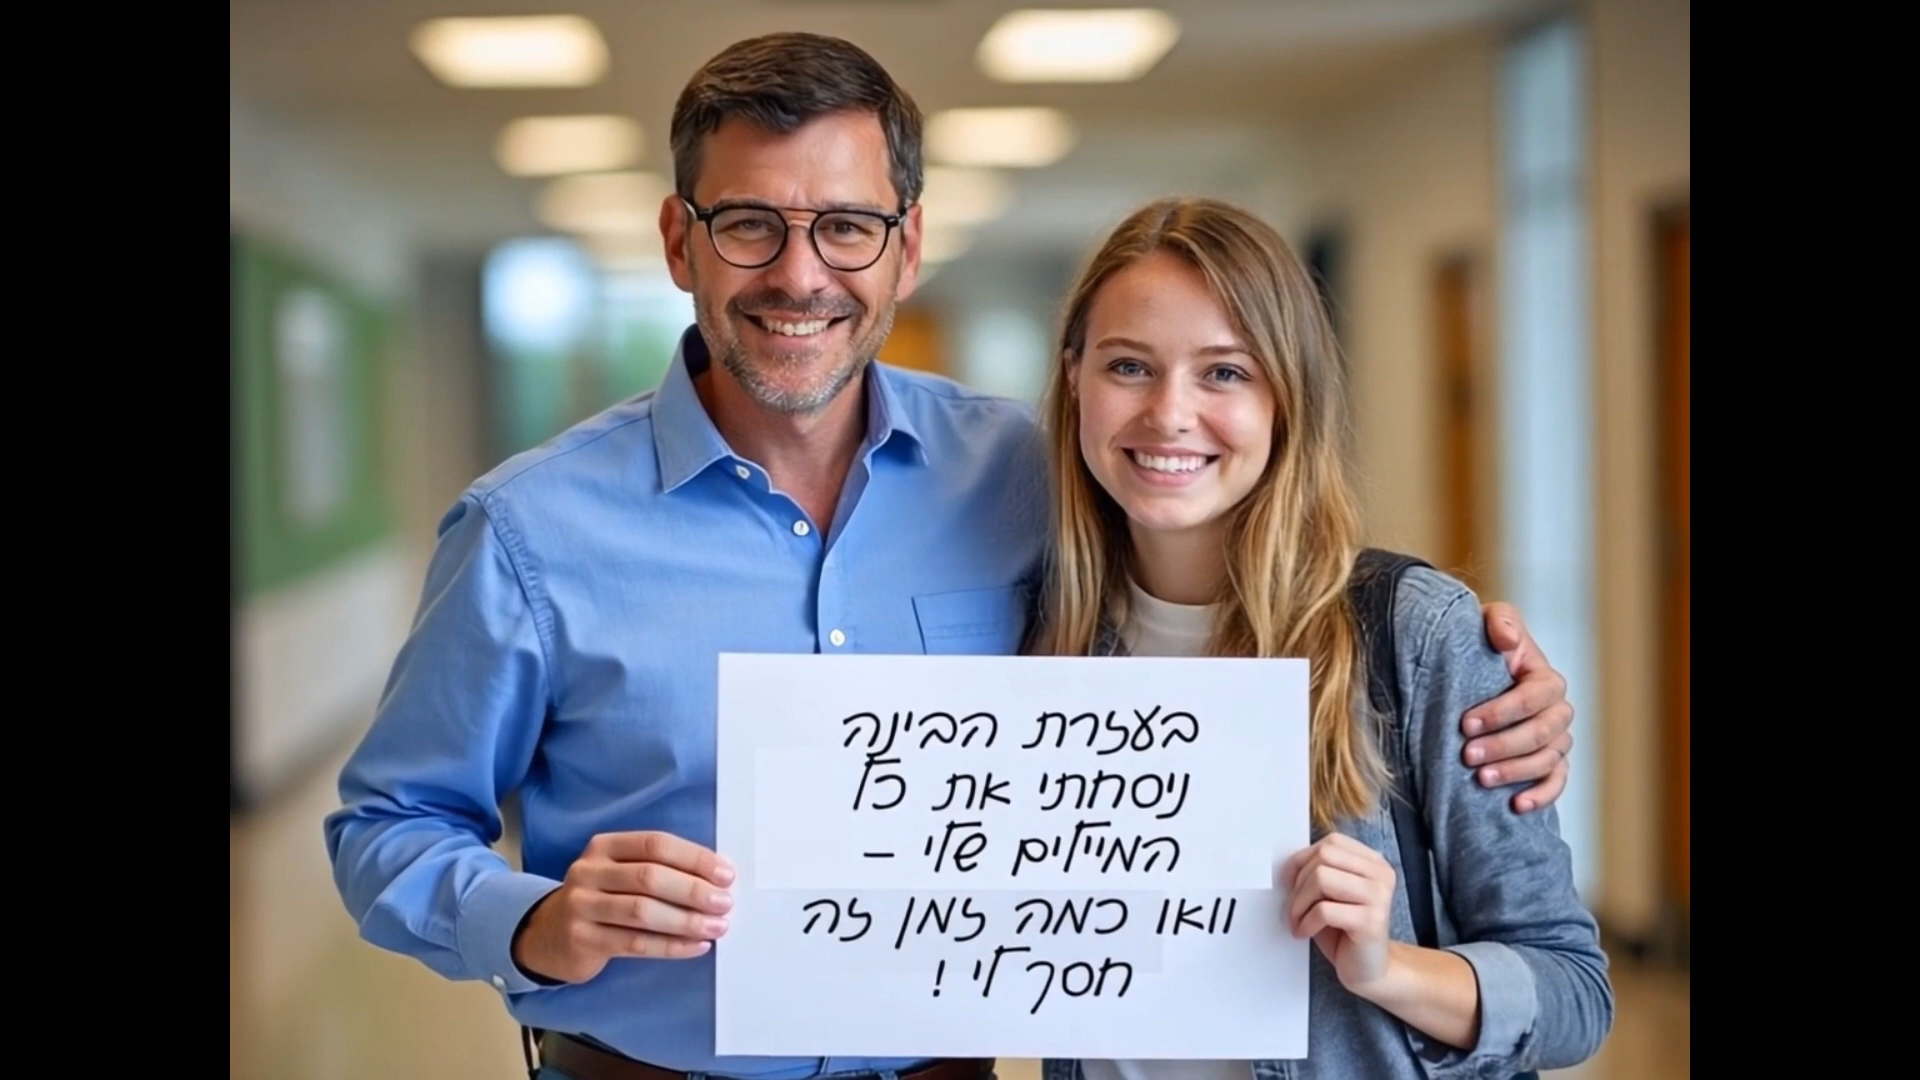 בעזרת הבינה
ניסחתי את כל
המיילים שלי –
וואו כמה זמן זה
חסך לי !